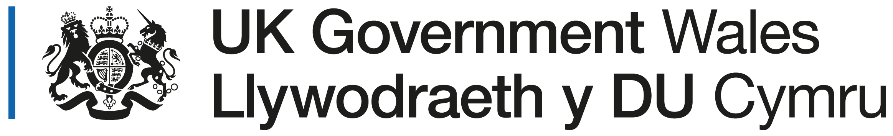 UK Government Wales
Llywodraeth y DU Cymru